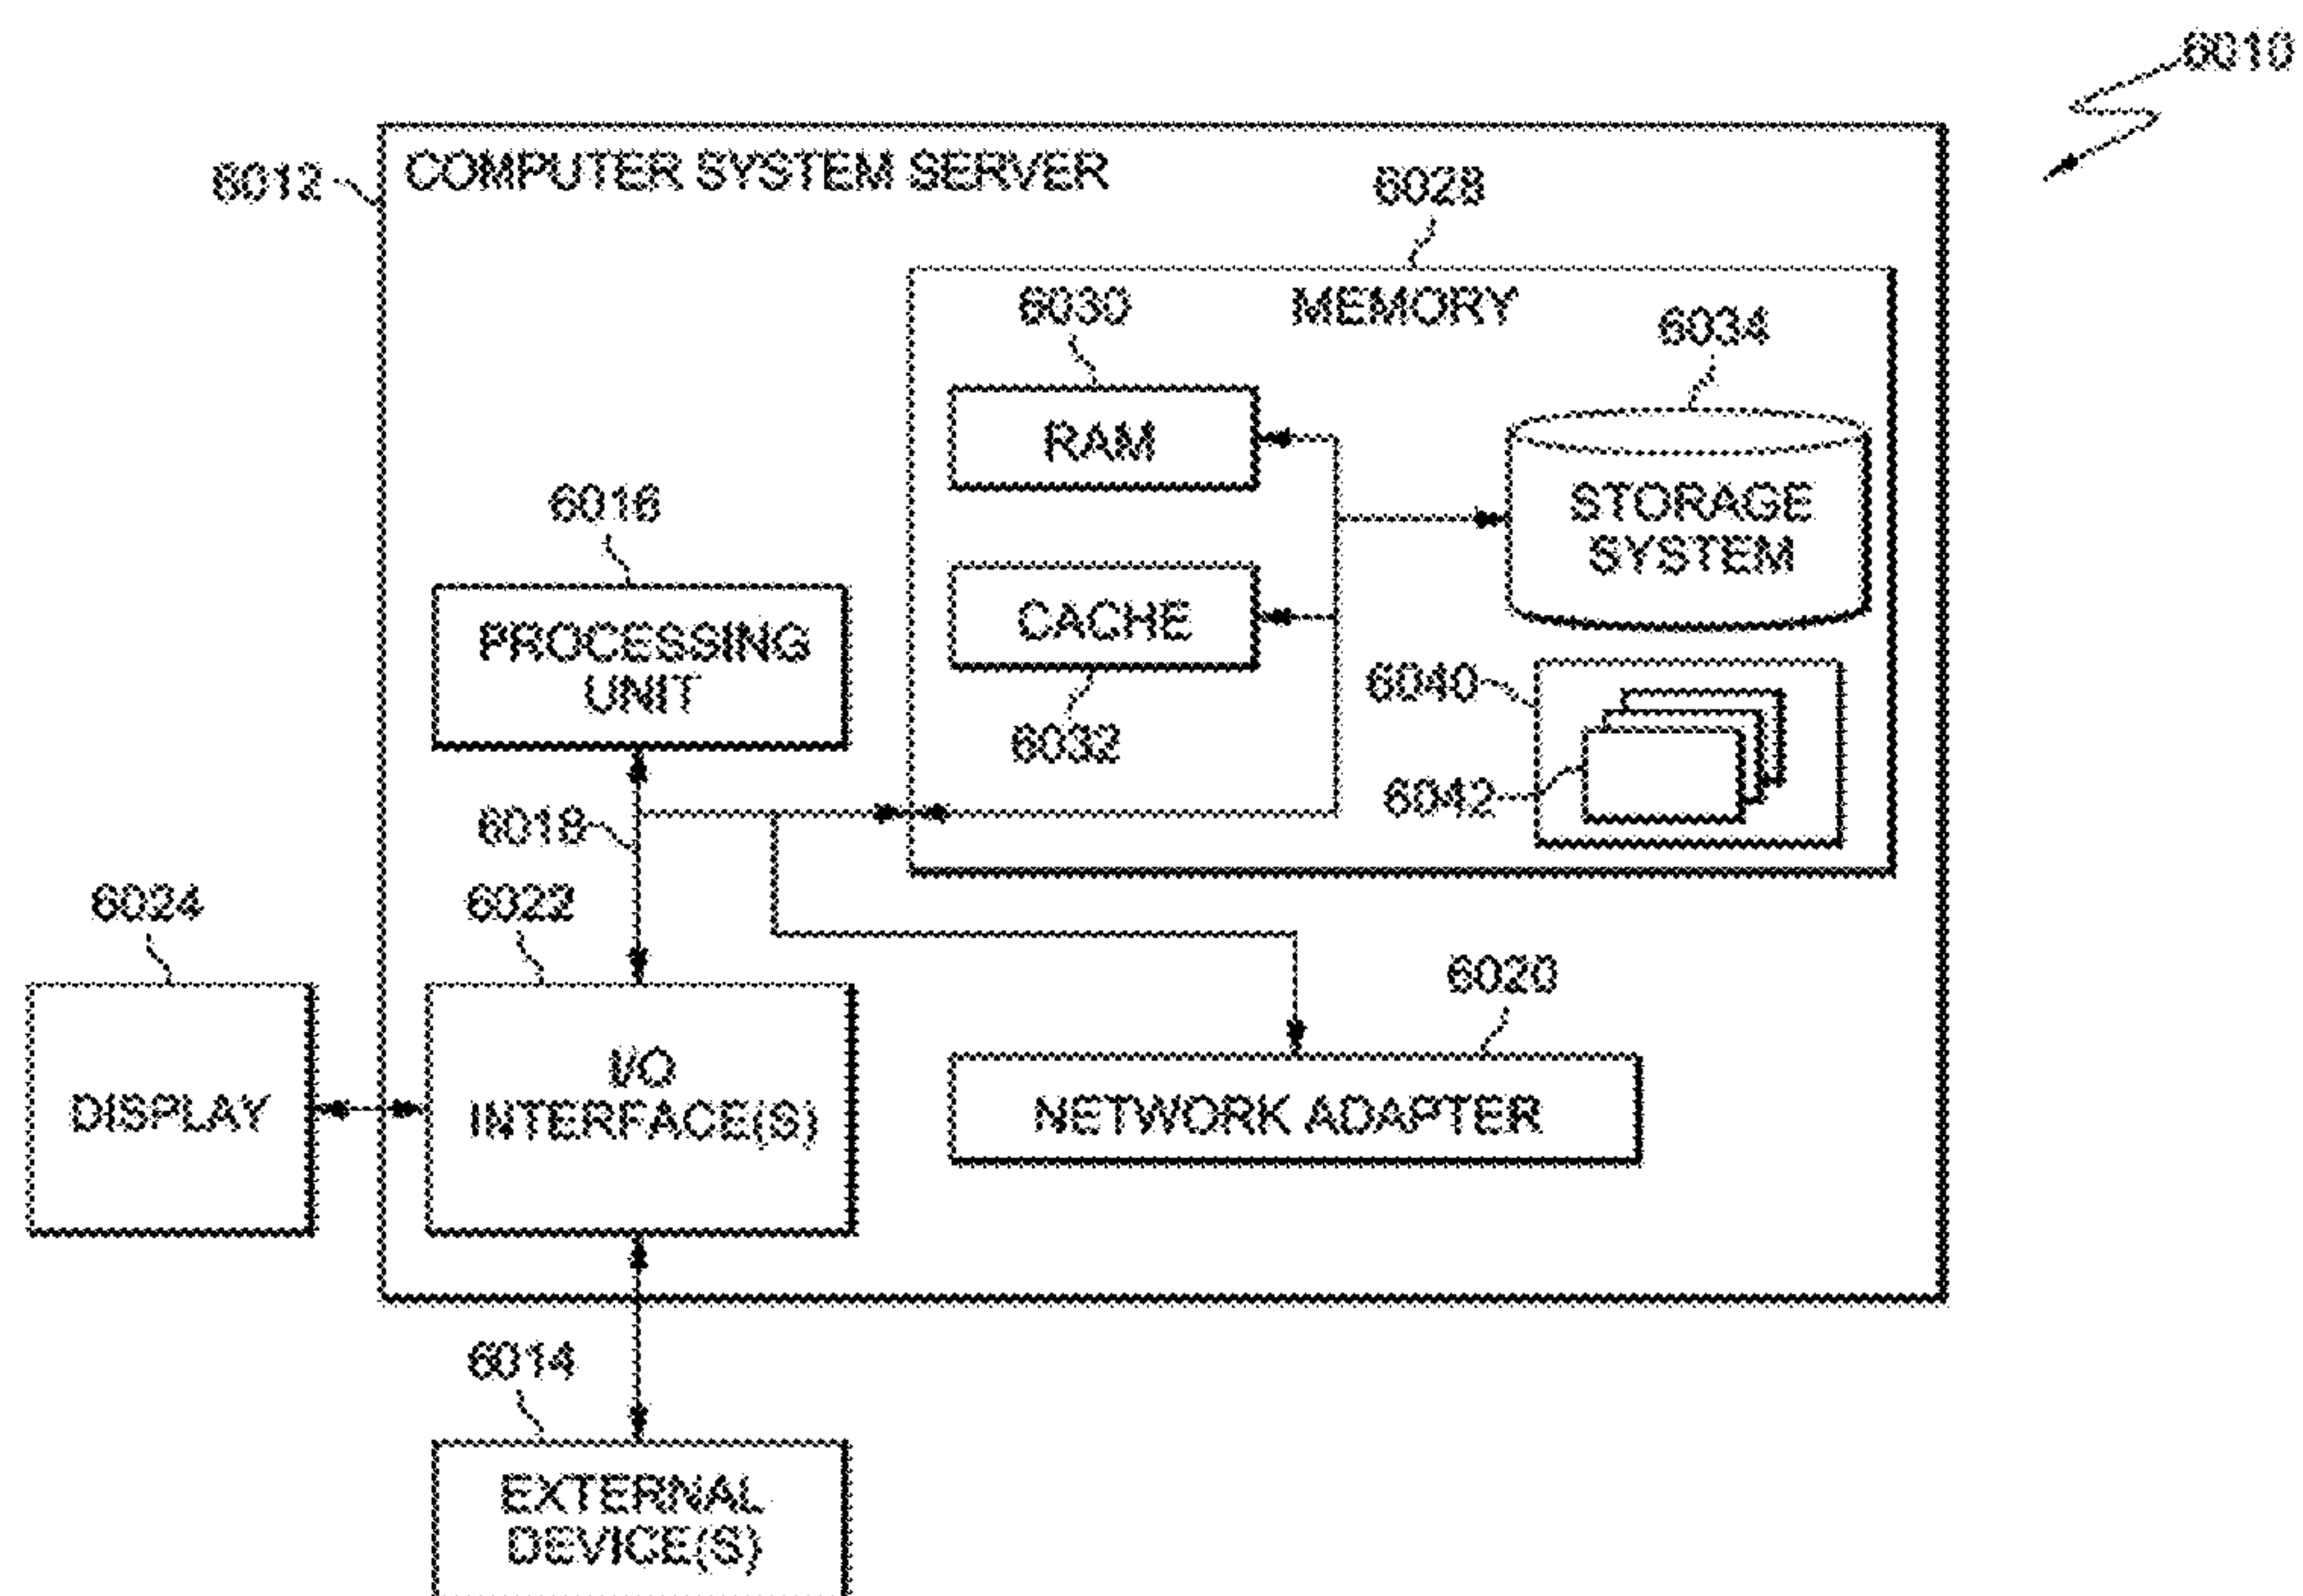 6010
6012
COMPUTER SYSTEM SERVER
6028
6030
MEMORY
6034
RAM
STORAGE
SYSTEM
6016
PROCESSING
UNIT
CACHE
6032
6040
6042
6018
6024
6022
6020
DISPLAY
I/O
INTERFACE(S)
NETWORK ADAPTER
6014
EXTERNAL
DEVICE(S)